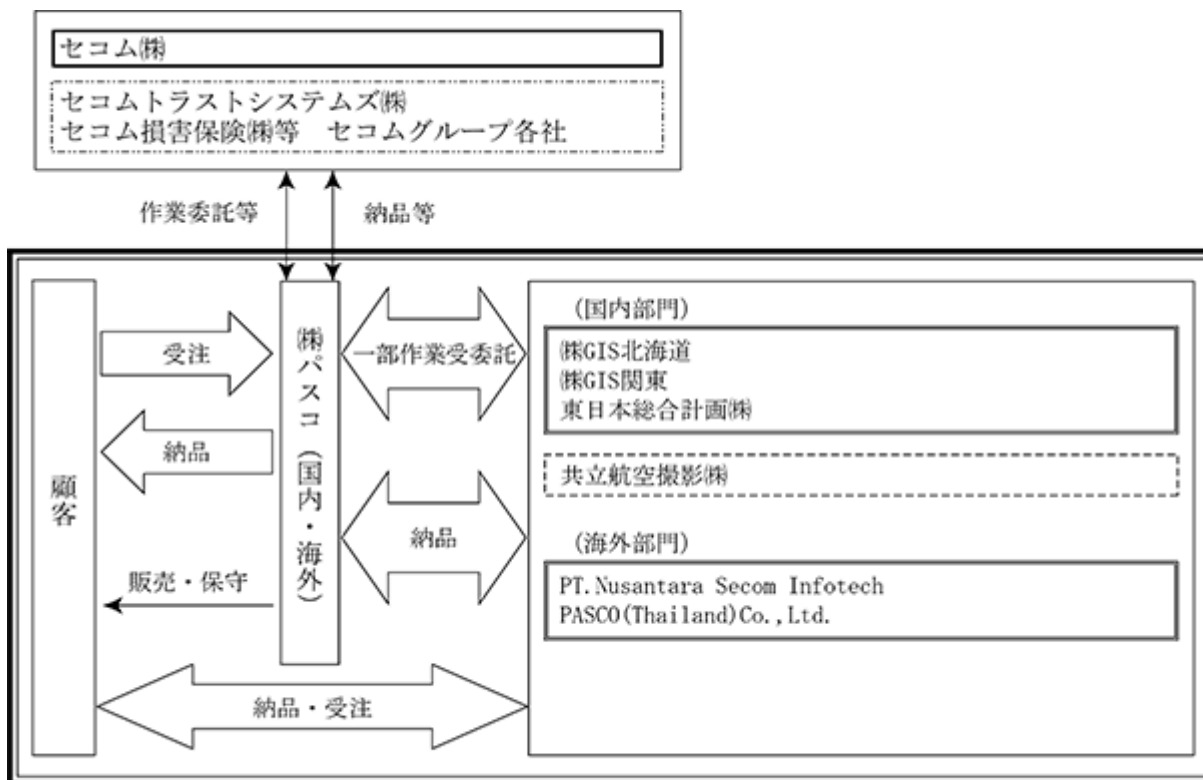 セコム㈱
セコムトラストシステムズ㈱
セコム損害保険㈱等　セコムグループ各社
作業委託等
納品等
顧客
受注
納品
販売・保守
㈱パスコ（国内・海外）
一部作業受委託
納品
納品・受注
(国内部門)
㈱GIS北海道
㈱GIS関東
東日本総合計画㈱
共立航空撮影㈱
(海外部門)
PT.Nusantara Secom Infotech
PASCO(Thailand)Co.,Ltd.